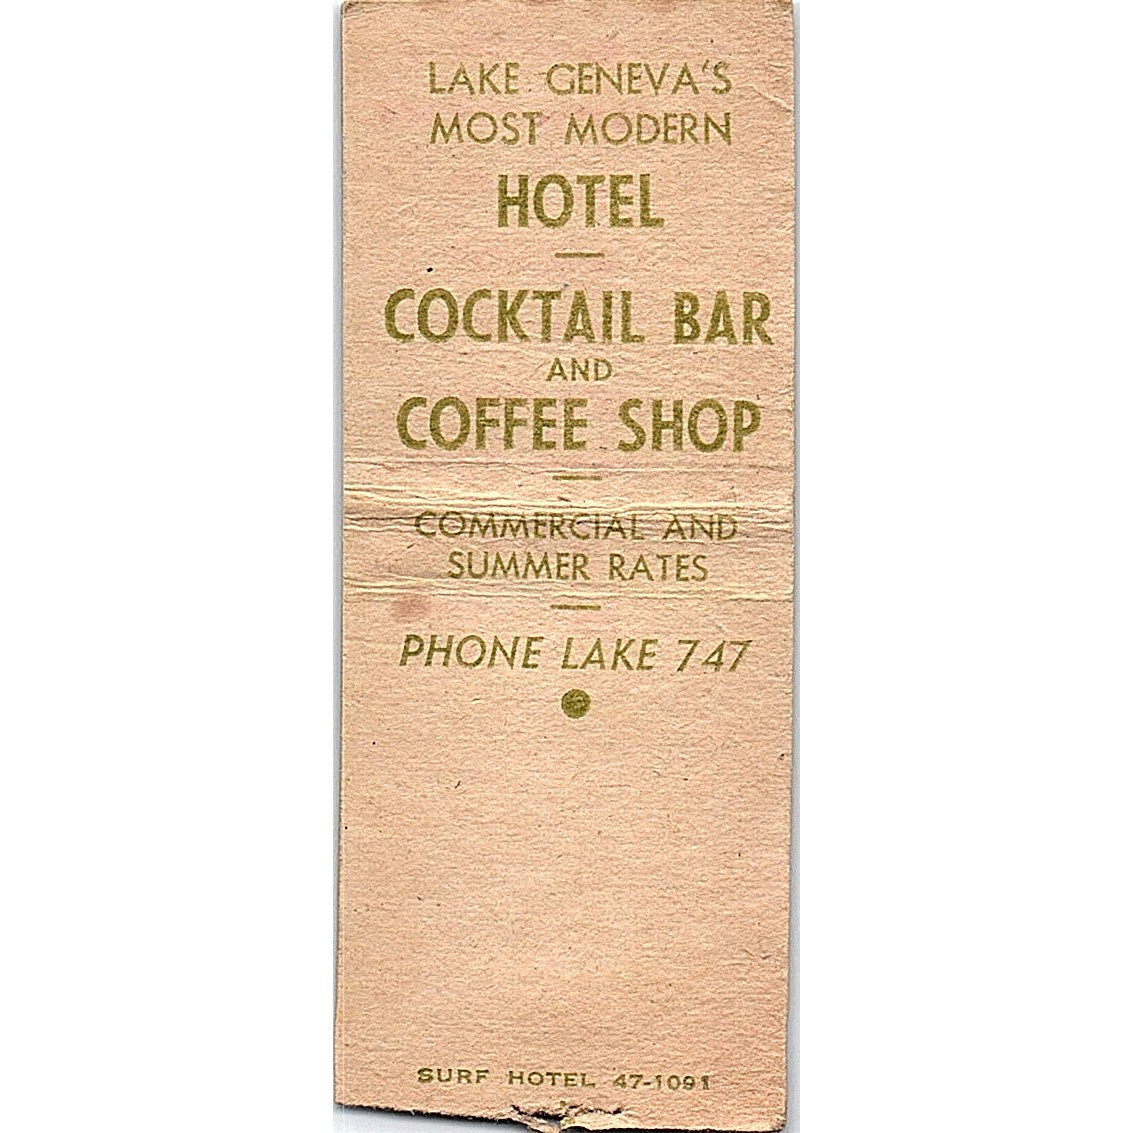 LAKE GENEVA'S
MOST MODERN
HOTEL
COCKTAIL BAR
AND
COFFEE SHOP
COMMERCIAL AND
SUMMER RATES
PHONE LAKE 747
SURF HOTEL 47-1091